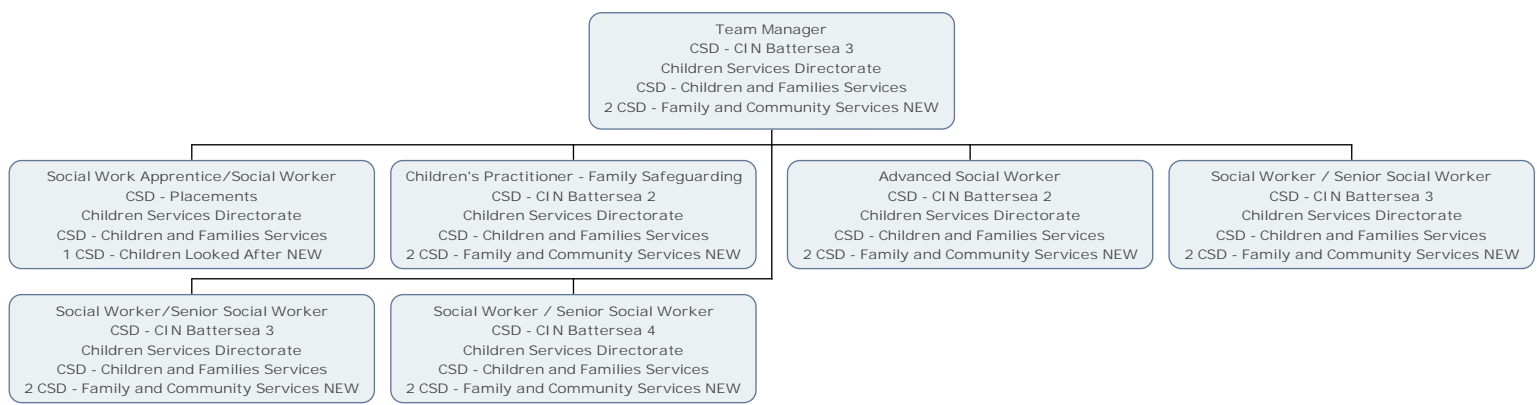 Team Manager
CSD - CIN Battersea 3
Children Services Directorate
CSD - Children and Families Services
2 CSD - Family and Community Services NEW
Social Work Apprentice/Social Worker
CSD - Placements
Children Services Directorate
CSD - Children and Families Services
1 CSD - Children Looked After NEW
Children's Practitioner - Family Safeguarding
CSD - CIN Battersea 2
Children Services Directorate
CSD - Children and Families Services
2 CSD - Family and Community Services NEW
Advanced Social Worker
CSD - CIN Battersea 2
Children Services Directorate
CSD - Children and Families Services
2 CSD - Family and Community Services NEW
Social Worker / Senior Social Worker
CSD - CIN Battersea 3
Children Services Directorate
CSD - Children and Families Services
2 CSD - Family and Community Services NEW
Social Worker/Senior Social Worker
CSD - CIN Battersea 3
Children Services Directorate
CSD - Children and Families Services
2 CSD - Family and Community Services NEW
Social Worker / Senior Social Worker
CSD - CIN Battersea 4
Children Services Directorate
CSD - Children and Families Services
2 CSD - Family and Community Services NEW